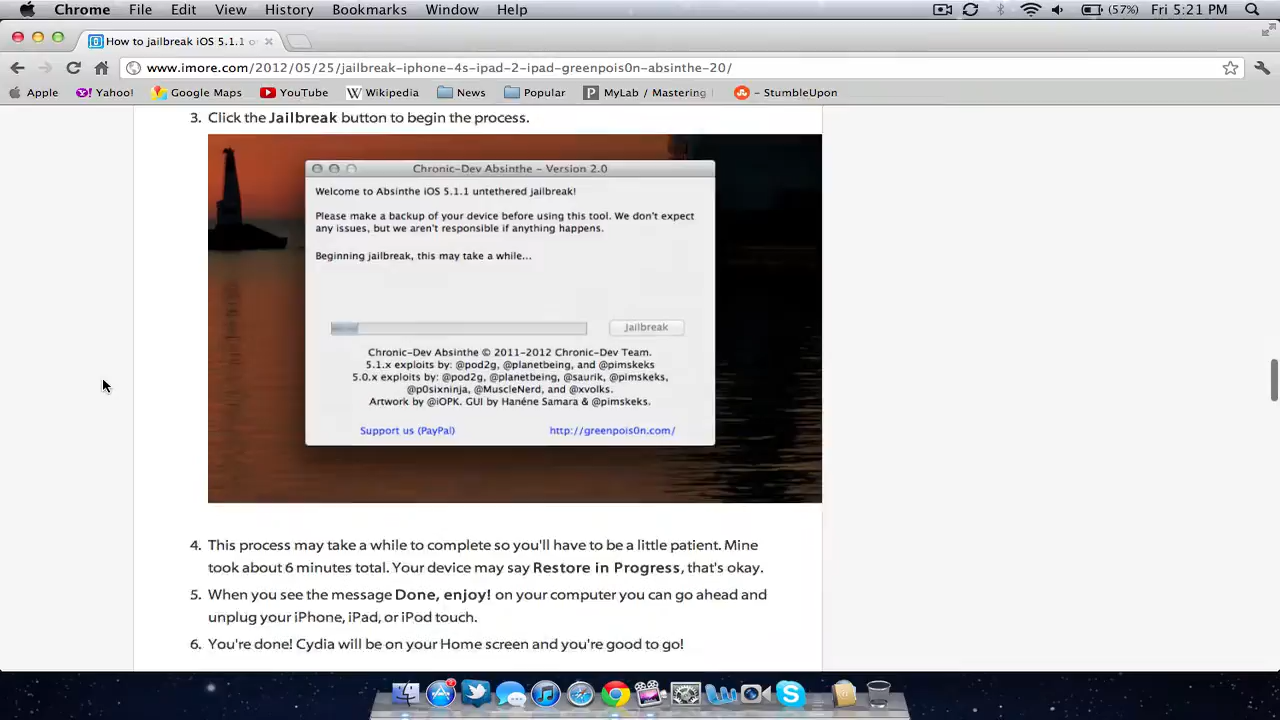 Chrome File Edit View History Bookmarks Window Help (57%) Fri 5:21 PM
How to jailbreak iOS 5.1.1 o
www.imore.com/2012/05/25/jailbreak-iphone-4s-ipad-2-ipad-greenpois0n-absinthe-20/
Apple Yahoo! Google Maps YouTube Wikipedia News Popular MyLab / Mastering – StumbleUpon
3. Click the Jailbreak button to begin the process.
Chronic-Dev Absinthe – Version 2.0
Welcome to Absinthe iOS 5.1.1 untethered jailbreak!
Please make a backup of your device before using this tool. We don't expect
any issues, but we aren't responsible if anything happens.
Beginning jailbreak, this may take a while...
Jailbreak
Chronic-Dev Absinthe © 2011-2012 Chronic-Dev Team.
5.1.x exploits by: @pod2g, @planetbeing, and @pimskeks
5.0.x exploits by: @pod2g, @planetbeing, @saurik, @pimskeks,
@p0sixninja, @MuscleNerd, and @xvolks.
Artwork by @iOPK. GUI by Hanéne Samara & @pimskeks.
Support us (PayPal) http://greenpois0n.com/
4. This process may take a while to complete so you'll have to be a little patient. Mine
took about 6 minutes total. Your device may say Restore in Progress, that's okay.
5. When you see the message Done, enjoy! on your computer you can go ahead and
unplug your iPhone, iPad, or iPod touch.
6. You're done! Cydia will be on your Home screen and you're good to go!